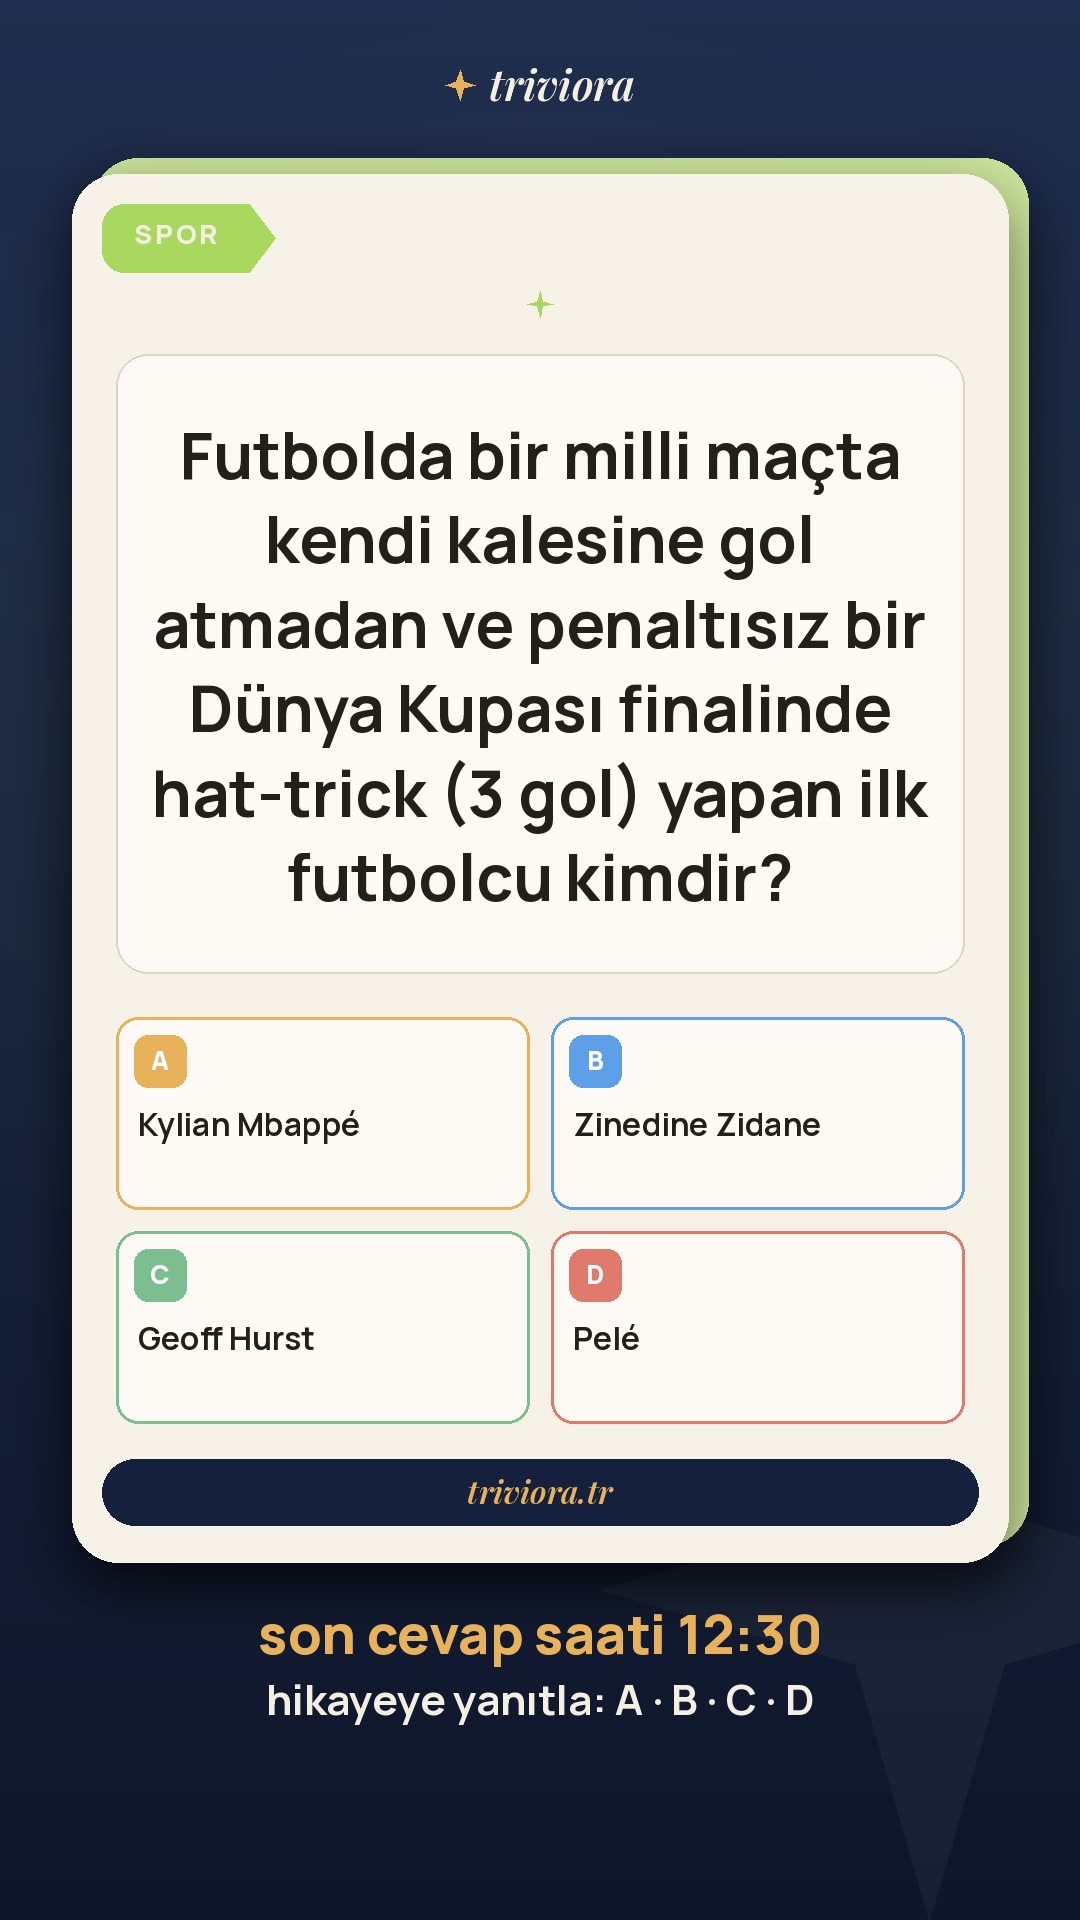 triviora
SPOR
Futbolda bir milli maçta
kendi kalesine gol
atmadan ve penaltısız bir
Dünya Kupası finalinde
hat-trick (3 gol) yapan ilk
futbolcu kimdir?
A
Kylian Mbappé
B
Zinedine Zidane
C
Geoff Hurst
D
Pelé
triviora.tr
son cevap saati 12:30
hikayeye yanıtla: A · B · C · D